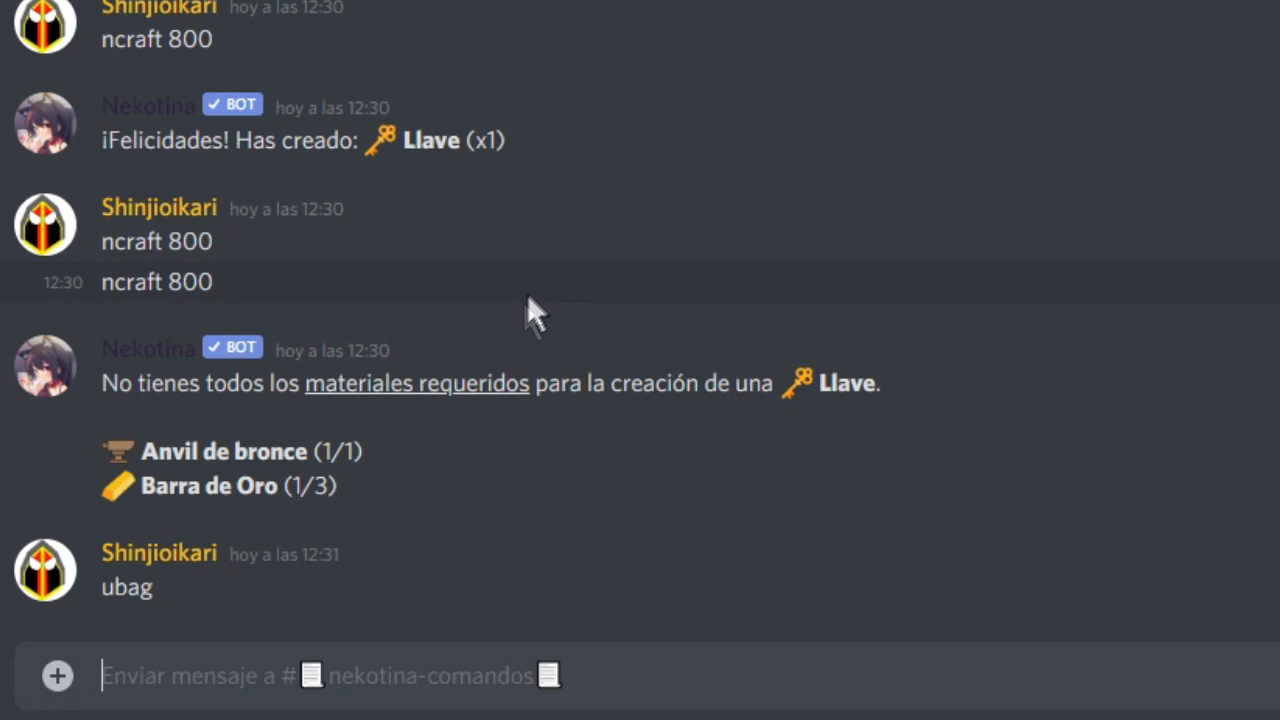 Shinjioikari hoy a las 12:30
ncraft 800
Nekotina ✓ BOT hoy a las 12:30
¡Felicidades! Has creado: Llave (x1)
Shinjioikari hoy a las 12:30
ncraft 800
12:30 ncraft 800
Nekotina ✓ BOT hoy a las 12:30
No tienes todos los materiales requeridos para la creación de una Llave.
Anvil de bronce (1/1)
Barra de Oro (1/3)
Shinjioikari hoy a las 12:31
ubag
Enviar mensaje a #📃nekotina-comandos📃